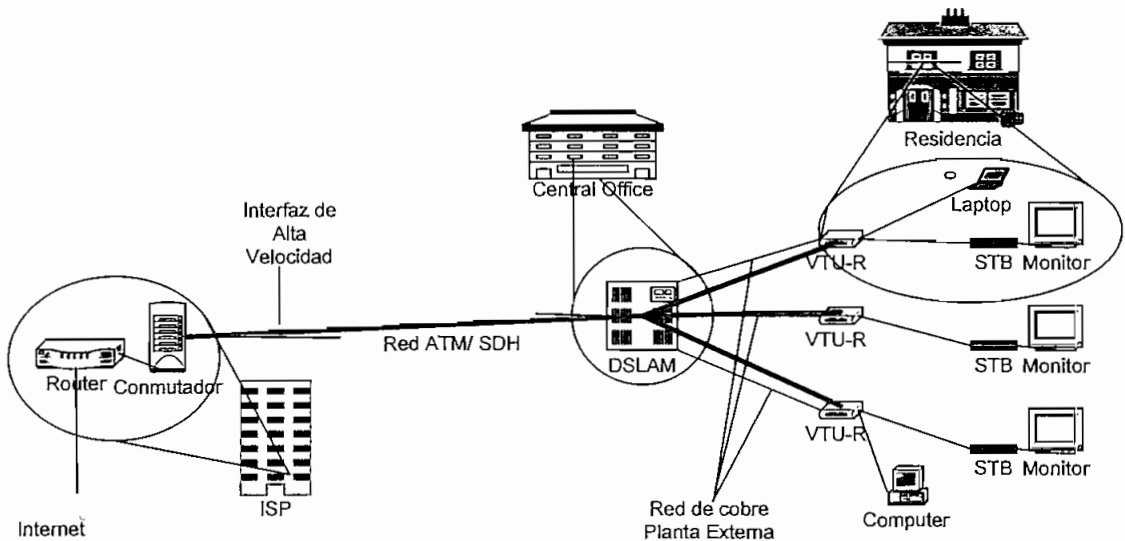 Residencia
Central Office
Laptop
Interfaz de
Alta
Velocidad
VTU-R
STB Monitor
Red ATM/ SDH
DSLAM
VTU-R
STB Monitor
Router
Conmutador
VTU-R
STB Monitor
ISP
Red de cobre
Planta Externa
Computer
Internet